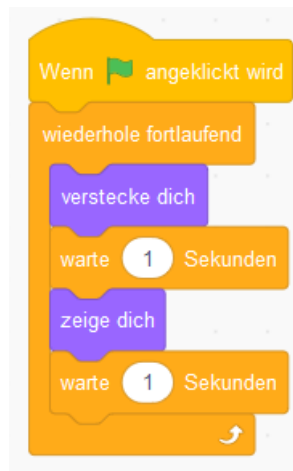 Wenn angeklickt wird
wiederhole fortlaufend
verstecke dich
warte 1 Sekunden
zeige dich
warte 1 Sekunden